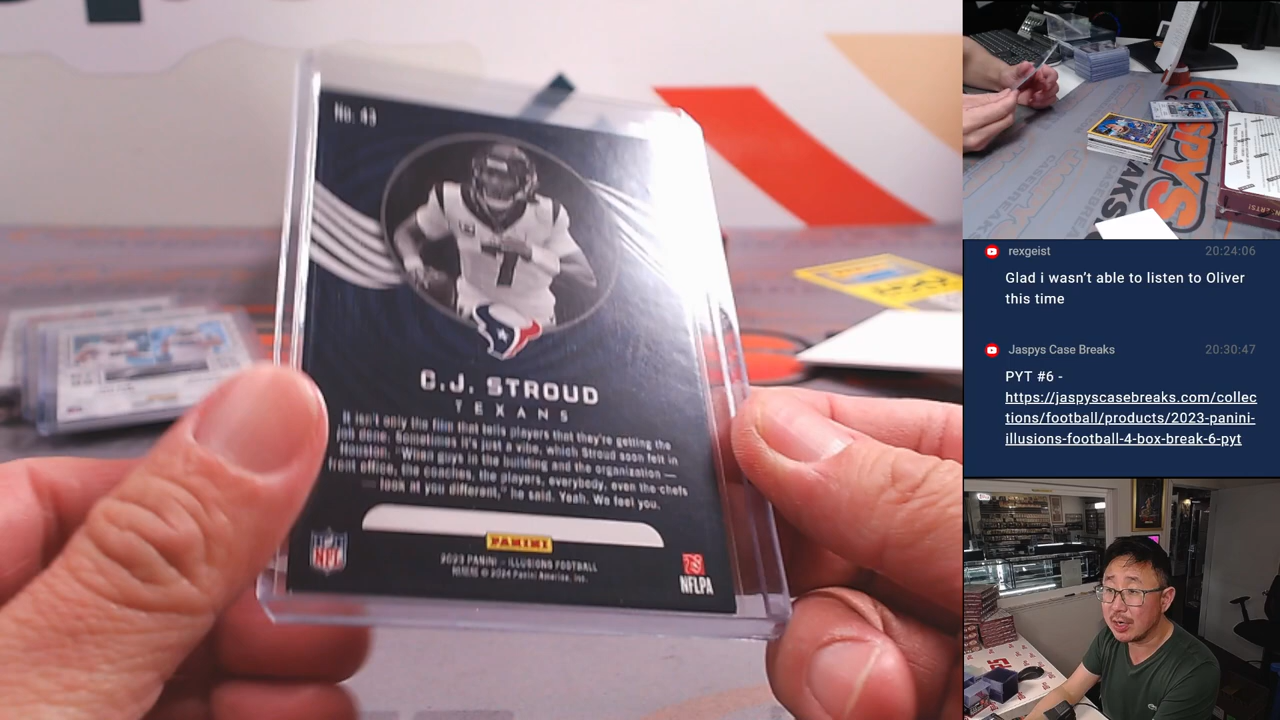 No. 43
7
C.J. STROUD
TEXANS
It isn't only the film that tells players that they're getting the
job done. Sometimes it's just a vibe, which Stroud soon felt in
Houston. "When guys in the building and the organization —
front office, the coaches, the players, everybody, even the chefs
— look at you different," he said. Yeah. We feel you.
PANINI
2023 PANINI – ILLUSIONS FOOTBALL
© 2024 Panini America, Inc.
NFL
NFLPA
rexgeist 20:24:06
Glad i wasn't able to listen to Oliver
this time
Jaspys Case Breaks 20:30:47
PYT #6 -
https://jaspyscasebreaks.com/collec
tions/football/products/2023-panini-
illusions-football-4-box-break-6-pyt